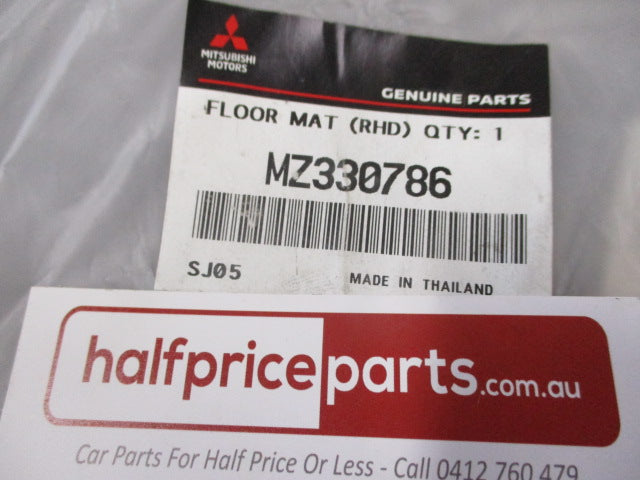 MITSUBISHI
MOTORS
GENUINE PARTS
FLOOR MAT (RHD) QTY: 1
MZ330786
SJ05
MADE IN THAILAND
halfpriceparts.com.au
Car Parts For Half Price Or Less - Call 0412 760 479